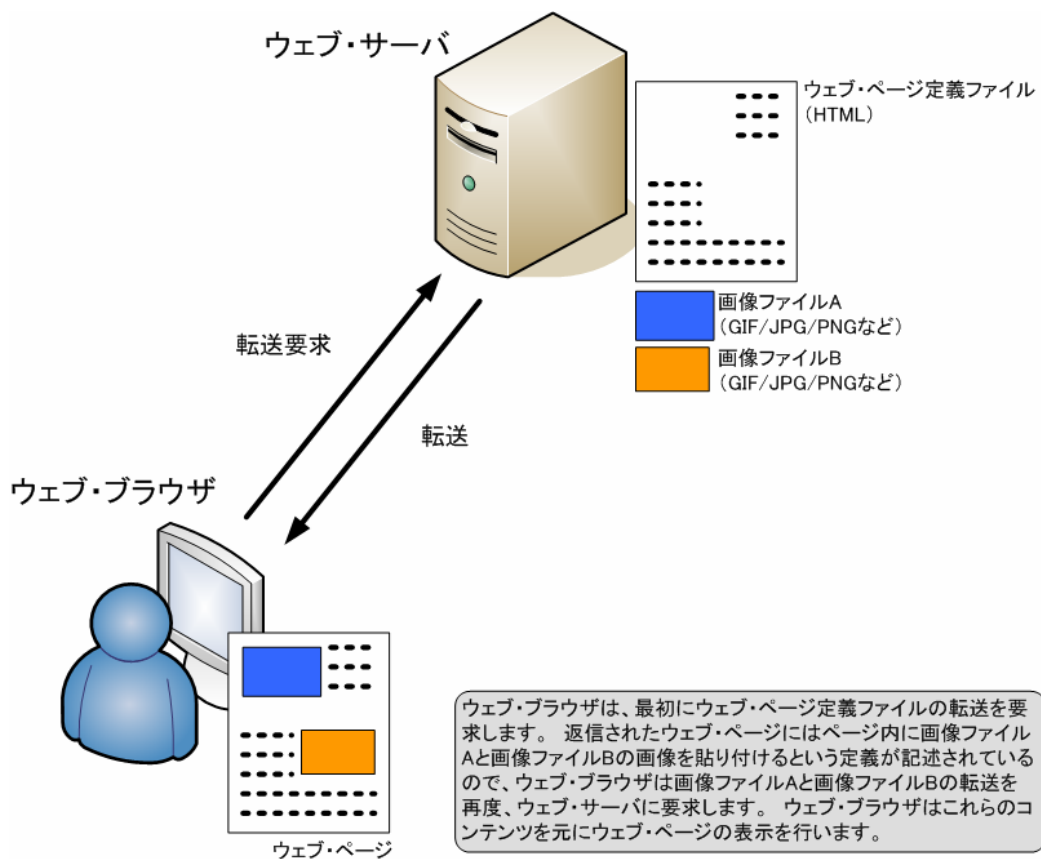 ウェブ・サーバ
ウェブ・ページ定義ファイル
(HTML)
画像ファイルA
(GIF/JPG/PNGなど)
画像ファイルB
(GIF/JPG/PNGなど)
転送要求
転送
ウェブ・ブラウザ
ウェブ・ページ
ウェブ・ブラウザは、最初にウェブ・ページ定義ファイルの転送を要
求します。 返信されたウェブ・ページにはページ内に画像ファイル
Aと画像ファイルBの画像を貼り付けるという定義が記述されている
ので、ウェブ・ブラウザは画像ファイルAと画像ファイルBの転送を
再度、ウェブ・サーバに要求します。 ウェブ・ブラウザはこれらのコ
ンテンツを元にウェブ・ページの表示を行います。